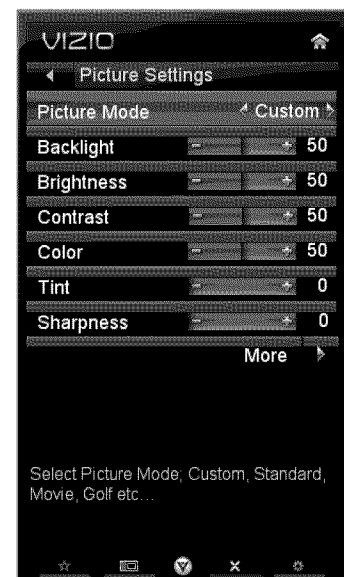 VIZIO
Picture Settings
Picture Mode Custom
Backlight - + 50
Brightness - + 50
Contrast - + 50
Color - + 50
Tint - + 0
Sharpness - + 0
More
Select Picture Mode; Custom, Standard,
Movie, Golf etc...